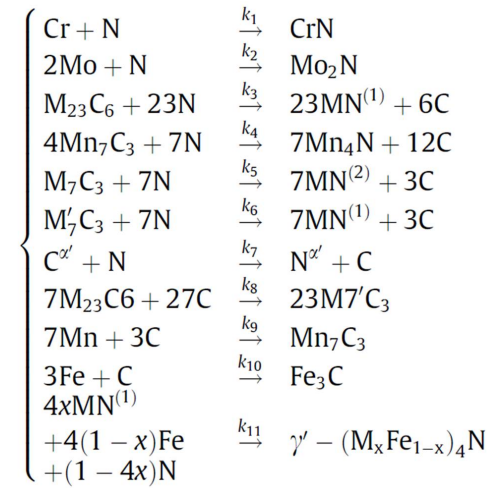 Cr + N →^{k₁} CrN
2Mo + N →^{k₂} Mo₂N
M₂₃C₆ + 23N →^{k₃} 23MN⁽¹⁾ + 6C
4Mn₇C₃ + 7N →^{k₄} 7Mn₄N + 12C
M₇C₃ + 7N →^{k₅} 7MN⁽²⁾ + 3C
M′₇C₃ + 7N →^{k₆} 7MN⁽¹⁾ + 3C
C^{α′} + N →^{k₇} N^{α′} + C
7M₂₃C6 + 27C →^{k₈} 23M7′C₃
7Mn + 3C →^{k₉} Mn₇C₃
3Fe + C →^{k₁₀} Fe₃C
4xMN⁽¹⁾
+4(1 − x)Fe →^{k₁₁} γ′ − (MₓFe₁₋ₓ)₄N
+(1 − 4x)N